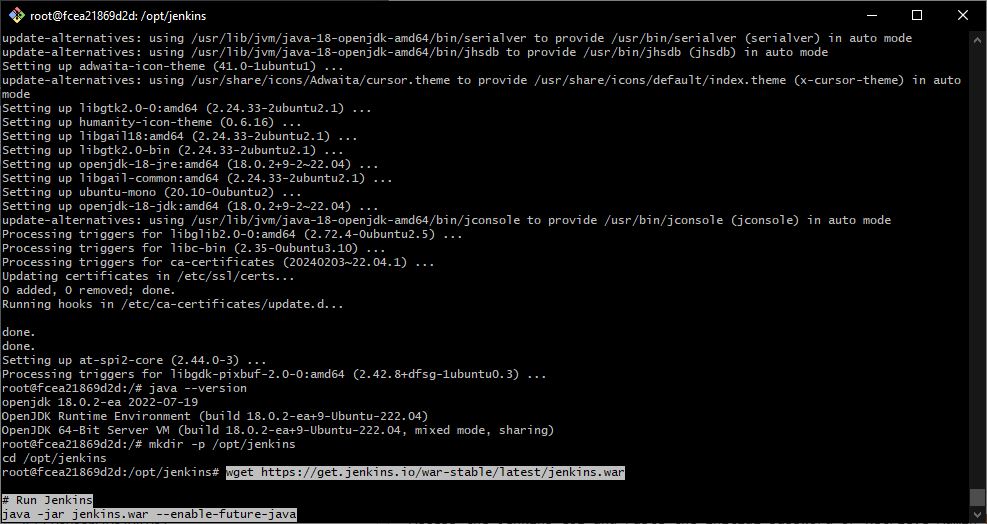 root@fcea21869d2d: /opt/jenkins
update-alternatives: using /usr/lib/jvm/java-18-openjdk-amd64/bin/serialver to provide /usr/bin/serialver (serialver) in auto mode
update-alternatives: using /usr/lib/jvm/java-18-openjdk-amd64/bin/jhsdb to provide /usr/bin/jhsdb (jhsdb) in auto mode
Setting up adwaita-icon-theme (41.0-1ubuntu1) ...
update-alternatives: using /usr/share/icons/Adwaita/cursor.theme to provide /usr/share/icons/default/index.theme (x-cursor-theme) in auto
mode
Setting up libgtk2.0-0:amd64 (2.24.33-2ubuntu2.1) ...
Setting up humanity-icon-theme (0.6.16) ...
Setting up libgail18:amd64 (2.24.33-2ubuntu2.1) ...
Setting up libgtk2.0-bin (2.24.33-2ubuntu2.1) ...
Setting up openjdk-18-jre:amd64 (18.0.2+9-2~22.04) ...
Setting up libgail-common:amd64 (2.24.33-2ubuntu2.1) ...
Setting up ubuntu-mono (20.10-0ubuntu2) ...
Setting up openjdk-18-jdk:amd64 (18.0.2+9-2~22.04) ...
update-alternatives: using /usr/lib/jvm/java-18-openjdk-amd64/bin/jconsole to provide /usr/bin/jconsole (jconsole) in auto mode
Processing triggers for libglib2.0-0:amd64 (2.72.4-0ubuntu2.5) ...
Processing triggers for libc-bin (2.35-0ubuntu3.10) ...
Processing triggers for ca-certificates (20240203~22.04.1) ...
Updating certificates in /etc/ssl/certs...
0 added, 0 removed; done.
Running hooks in /etc/ca-certificates/update.d...
done.
done.
Setting up at-spi2-core (2.44.0-3) ...
Processing triggers for libgdk-pixbuf-2.0-0:amd64 (2.42.8+dfsg-1ubuntu0.3) ...
root@fcea21869d2d:/# java --version
openjdk 18.0.2-ea 2022-07-19
OpenJDK Runtime Environment (build 18.0.2-ea+9-Ubuntu-222.04)
OpenJDK 64-Bit Server VM (build 18.0.2-ea+9-Ubuntu-222.04, mixed mode, sharing)
root@fcea21869d2d:/# mkdir -p /opt/jenkins
cd /opt/jenkins
root@fcea21869d2d:/opt/jenkins# wget https://get.jenkins.io/war-stable/latest/jenkins.war
# Run Jenkins
java -jar jenkins.war --enable-future-java